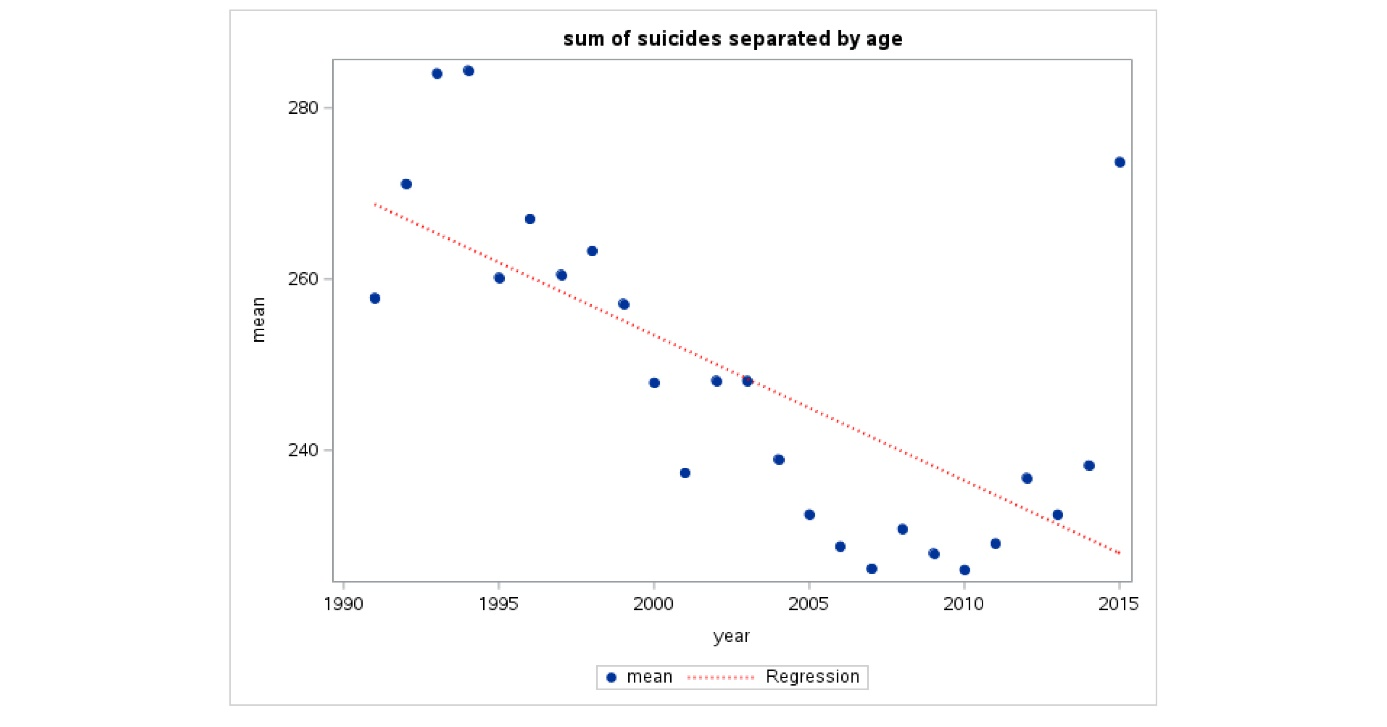 sum of suicides separated by age
280
260
240
mean
1990 1995 2000 2005 2010 2015
year
mean Regression